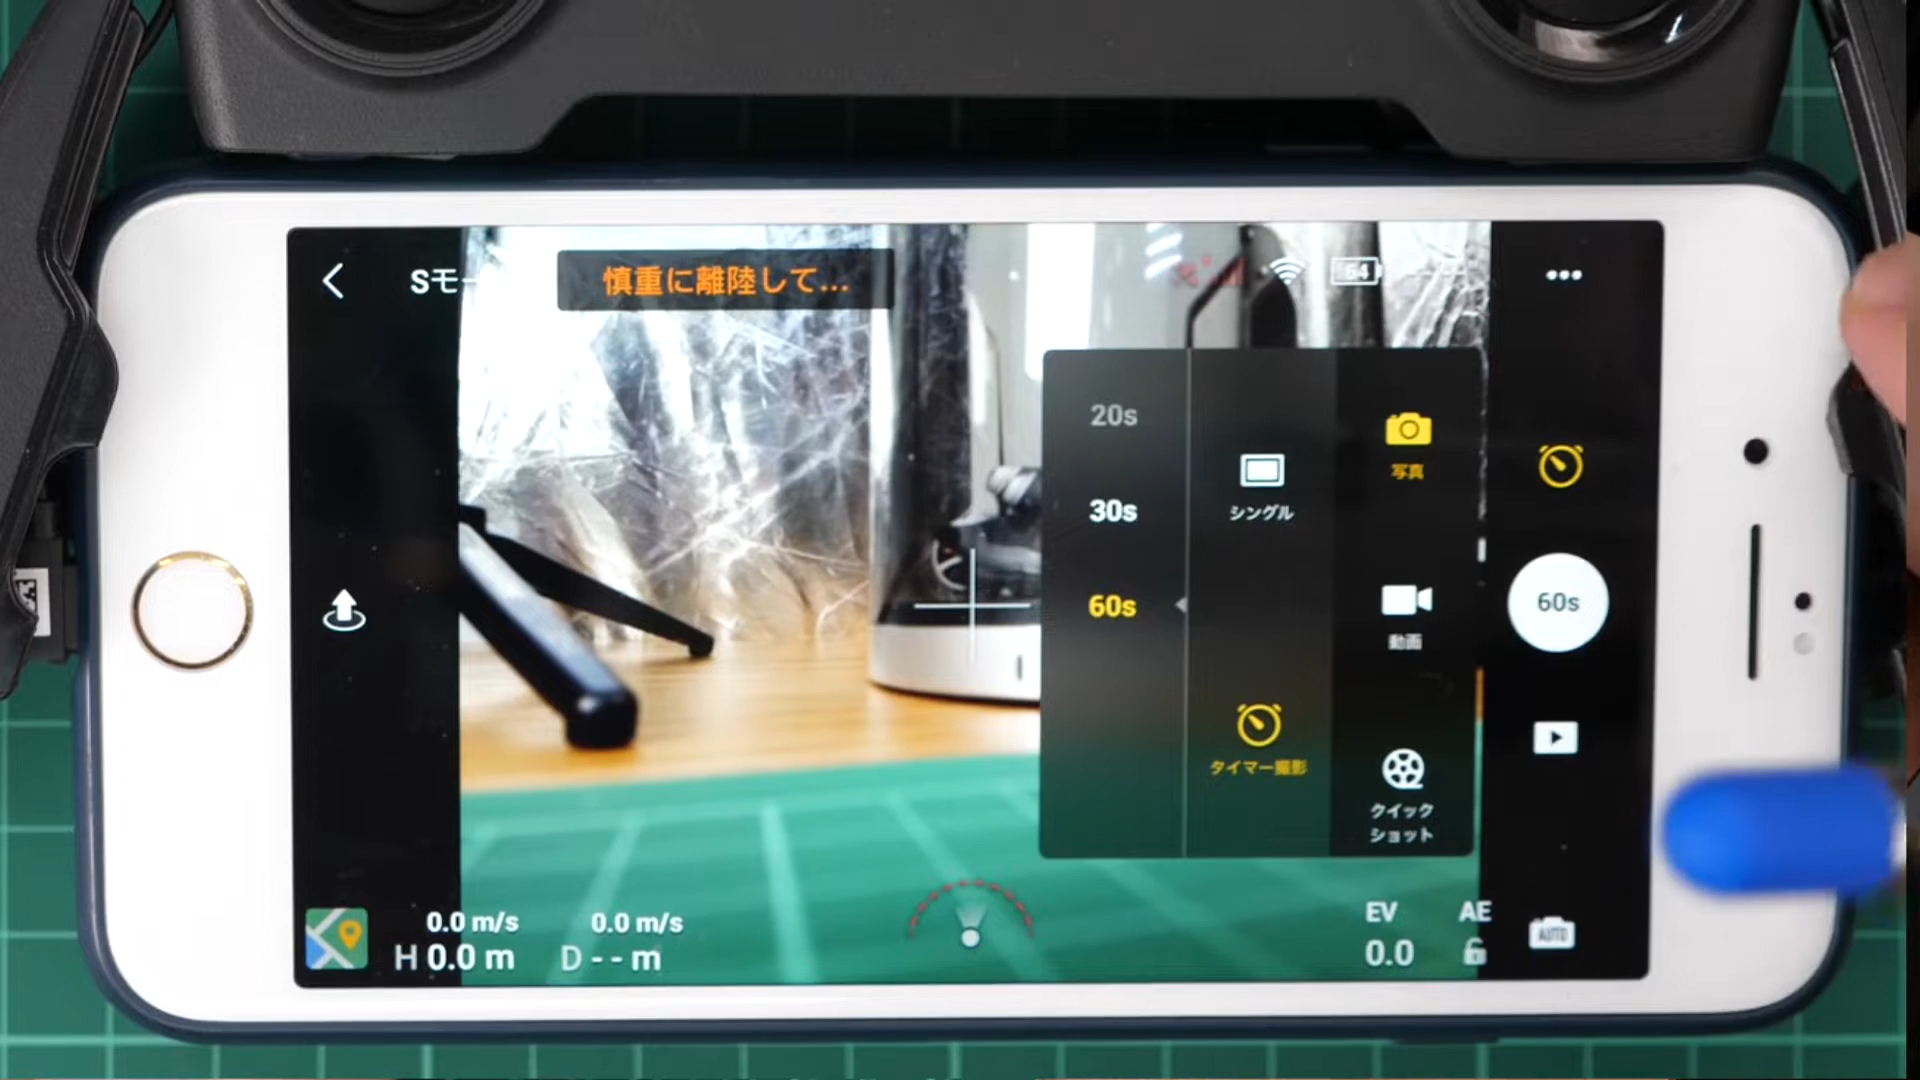 Sモー
慎重に離陸して...
64
20s
30s
60s
シングル
タイマー撮影
写真
動画
クイック
ショット
60s
0.0 m/s
0.0 m/s
H 0.0 m
D - - m
EV
AE
0.0
AUTO